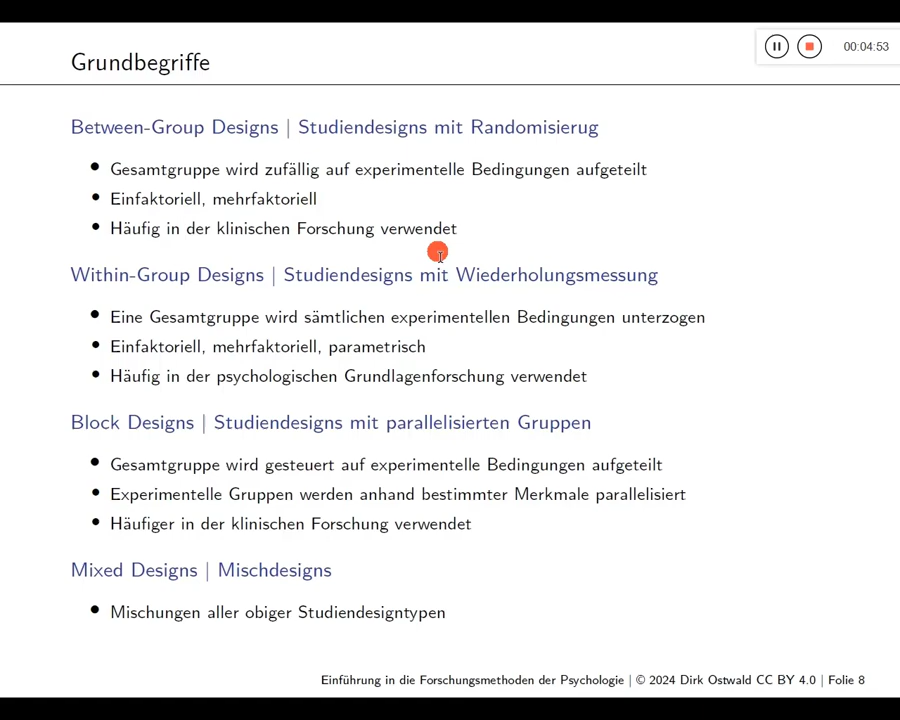 Grundbegriffe
00:04:53
Between-Group Designs | Studiendesigns mit Randomisierug
• Gesamtgruppe wird zufällig auf experimentelle Bedingungen aufgeteilt
• Einfaktoriell, mehrfaktoriell
• Häufig in der klinischen Forschung verwendet
Within-Group Designs | Studiendesigns mit Wiederholungsmessung
• Eine Gesamtgruppe wird sämtlichen experimentellen Bedingungen unterzogen
• Einfaktoriell, mehrfaktoriell, parametrisch
• Häufig in der psychologischen Grundlagenforschung verwendet
Block Designs | Studiendesigns mit parallelisierten Gruppen
• Gesamtgruppe wird gesteuert auf experimentelle Bedingungen aufgeteilt
• Experimentelle Gruppen werden anhand bestimmter Merkmale parallelisiert
• Häufiger in der klinischen Forschung verwendet
Mixed Designs | Mischdesigns
• Mischungen aller obiger Studiendesigntypen
Einführung in die Forschungsmethoden der Psychologie | © 2024 Dirk Ostwald CC BY 4.0 | Folie 8